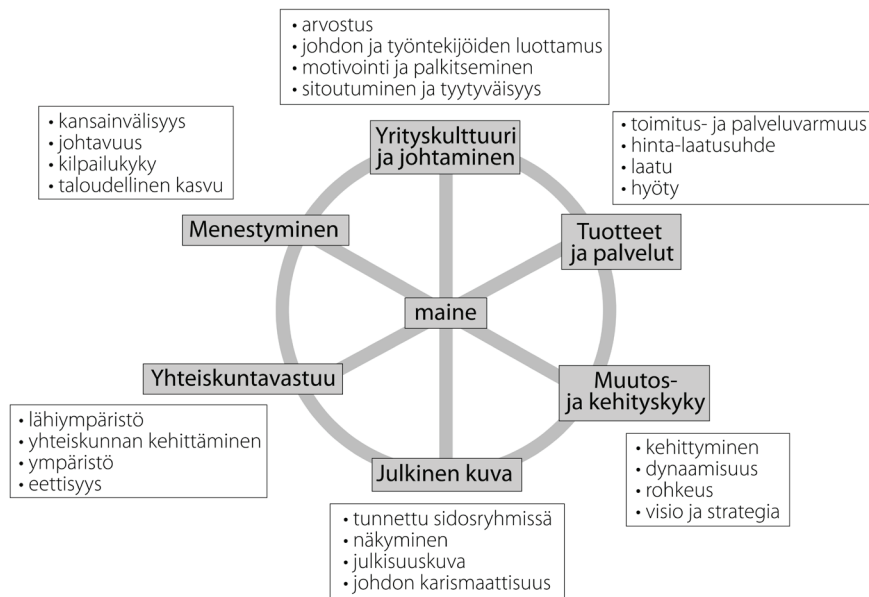 • arvostus
• johdon ja työntekijöiden luottamus
• motivointi ja palkitseminen
• sitoutuminen ja tyytyväisyys
Yrityskulttuuri
ja johtaminen
• kansainvälisyys
• johtavuus
• kilpailukyky
• taloudellinen kasvu
Menestyminen
• toimitus- ja palveluvarmuus
• hinta-laatusuhde
• laatu
• hyöty
Tuotteet
ja palvelut
maine
Yhteiskuntavastuu
• lähiympäristö
• yhteiskunnan kehittäminen
• ympäristö
• eettisyys
Muutos-
ja kehityskyky
• kehittyminen
• dynaamisuus
• rohkeus
• visio ja strategia
Julkinen kuva
• tunnettu sidosryhmissä
• näkyminen
• julkisuuskuva
• johdon karismaattisuus